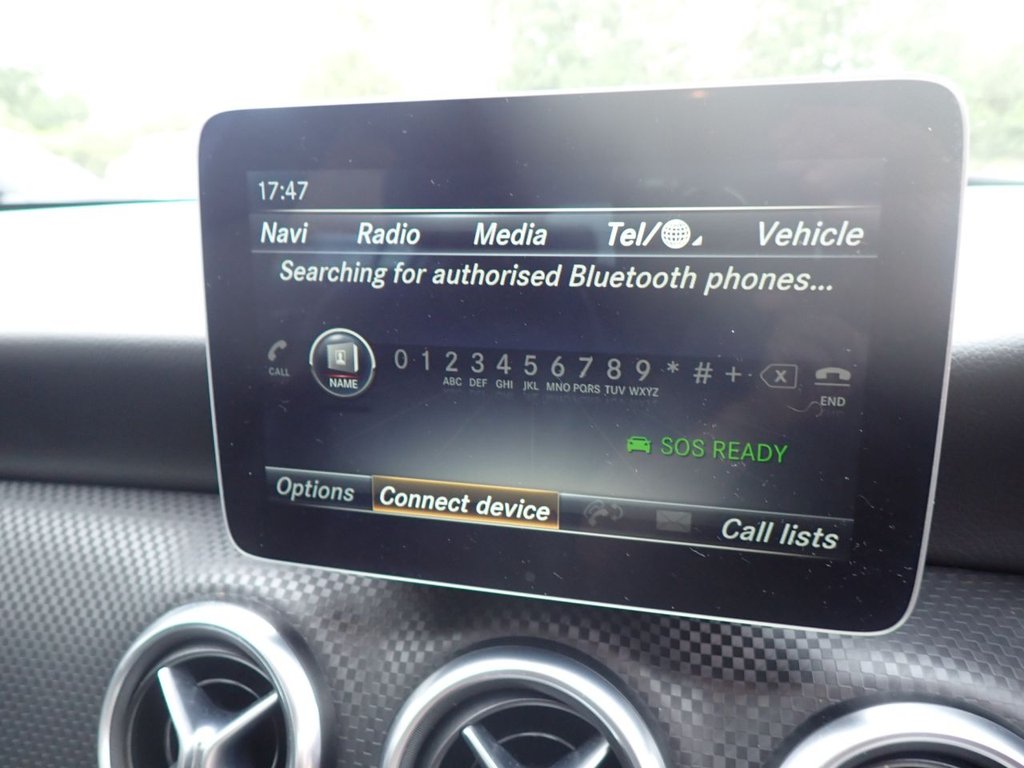 17:47
Navi Radio Media Tel/ Vehicle
Searching for authorised Bluetooth phones...
CALL NAME 0 1 2 3 4 5 6 7 8 9 * # + X END
ABC DEF GHI JKL MNO PQRS TUV WXYZ
SOS READY
Options Connect device Call lists